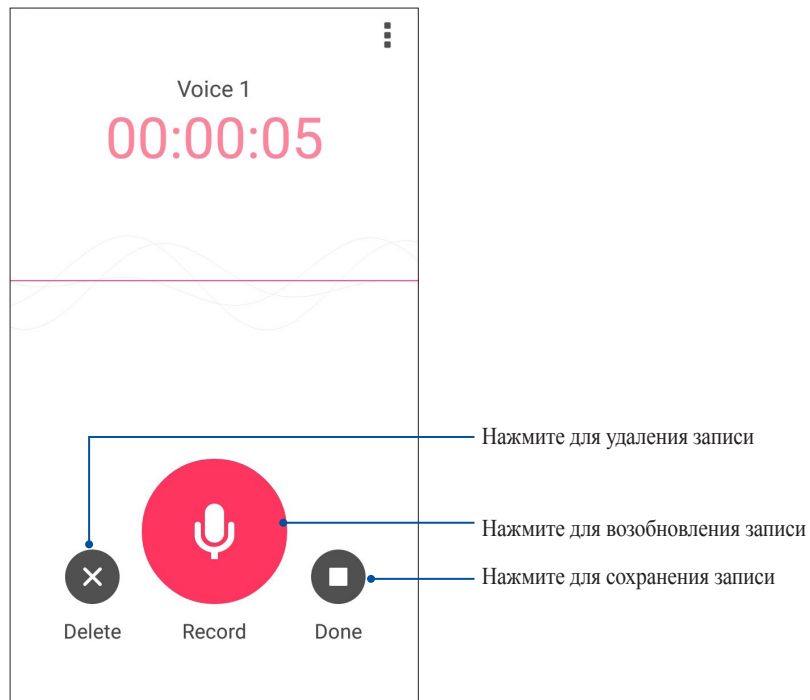 Voice 1
00:00:05
Нажмите для удаления записи
Нажмите для возобновления записи
Нажмите для сохранения записи
Delete Record Done